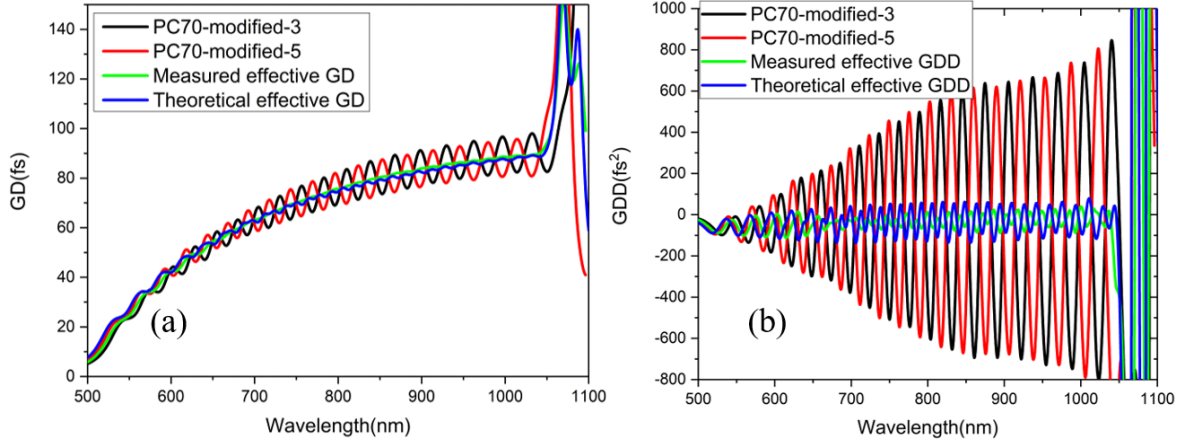 PC70-modified-3
PC70-modified-5
Measured effective GD
Theoretical effective GD
GD(fs)
140
120
100
80
60
40
20
0
(a)
500 600 700 800 900 1000 1100
Wavelength(nm)
PC70-modified-3
PC70-modified-5
Measured effective GDD
Theoretical effective GDD
GDD(fs²)
1000
800
600
400
200
0
-200
-400
-600
-800
(b)
500 600 700 800 900 1000 1100
Wavelength(nm)